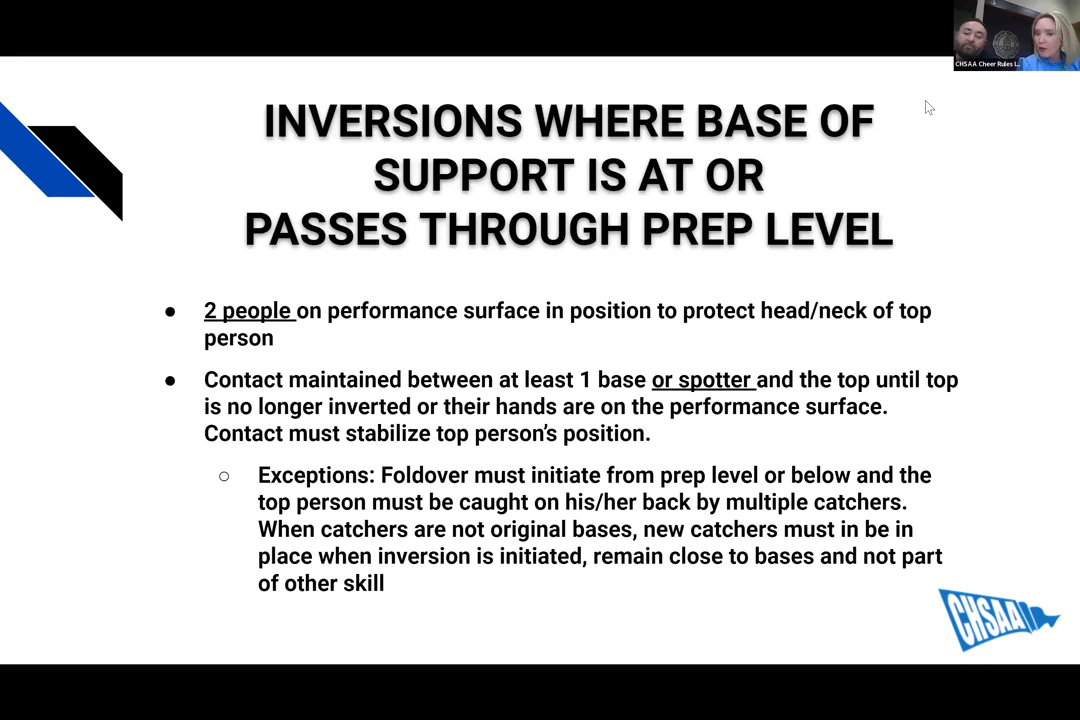 CHSAA Cheer Rules I...
INVERSIONS WHERE BASE OF
SUPPORT IS AT OR
PASSES THROUGH PREP LEVEL
● 2 people on performance surface in position to protect head/neck of top
person
● Contact maintained between at least 1 base or spotter and the top until top
is no longer inverted or their hands are on the performance surface.
Contact must stabilize top person’s position.
○ Exceptions: Foldover must initiate from prep level or below and the
top person must be caught on his/her back by multiple catchers.
When catchers are not original bases, new catchers must in be in
place when inversion is initiated, remain close to bases and not part
of other skill
CHSAA